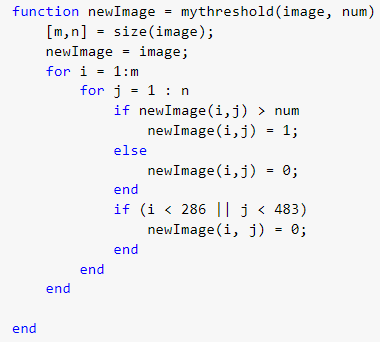 function newImage = mythreshold(image, num)
    [m,n] = size(image);
    newImage = image;
    for i = 1:m
        for j = 1 : n
            if newImage(i,j) > num
                newImage(i,j) = 1;
            else
                newImage(i,j) = 0;
            end
            if (i < 286 || j < 483)
                newImage(i, j) = 0;
            end
        end
    end
end